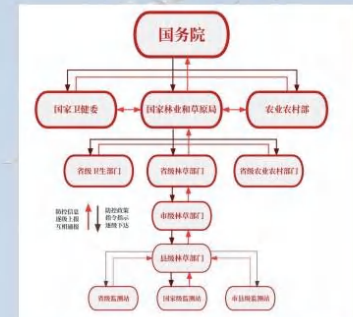 国务院
国家卫健委
国家林业和草原局
农业农村部
省级卫生部门
省级林草部门
省级农业农村部门
市级林草部门
防控信息
逐级上报
互相通报
防控政策
指令指示
逐级下达
县级林草部门
省级监测站
国家级监测站
市县级监测站